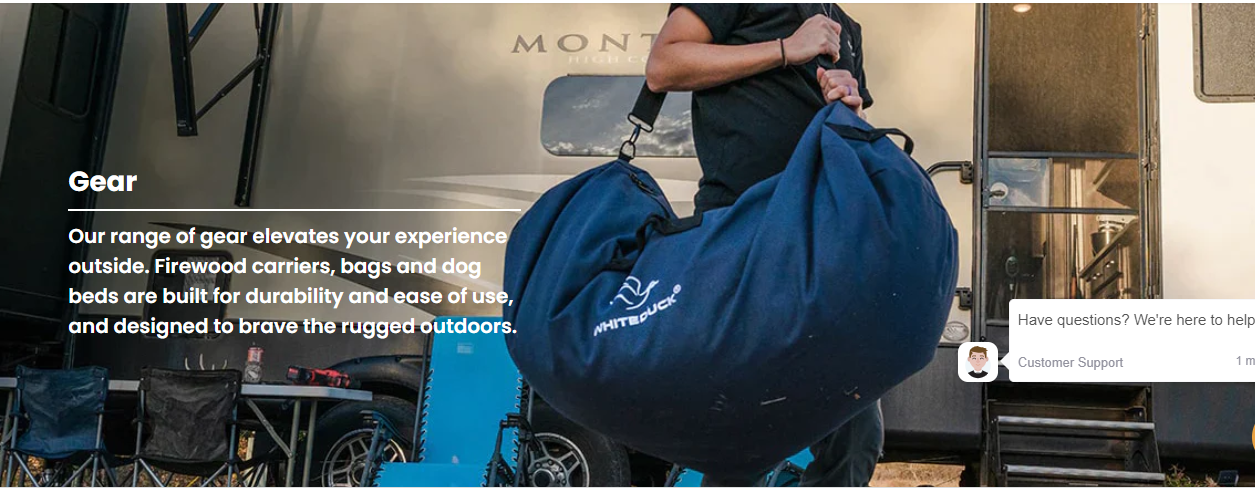 MONT
HIGH CO
Gear
Our range of gear elevates your experience
outside. Firewood carriers, bags and dog
beds are built for durability and ease of use,
and designed to brave the rugged outdoors.
WHITEDUCK®
Have questions? We're here to help
Customer Support
1 m